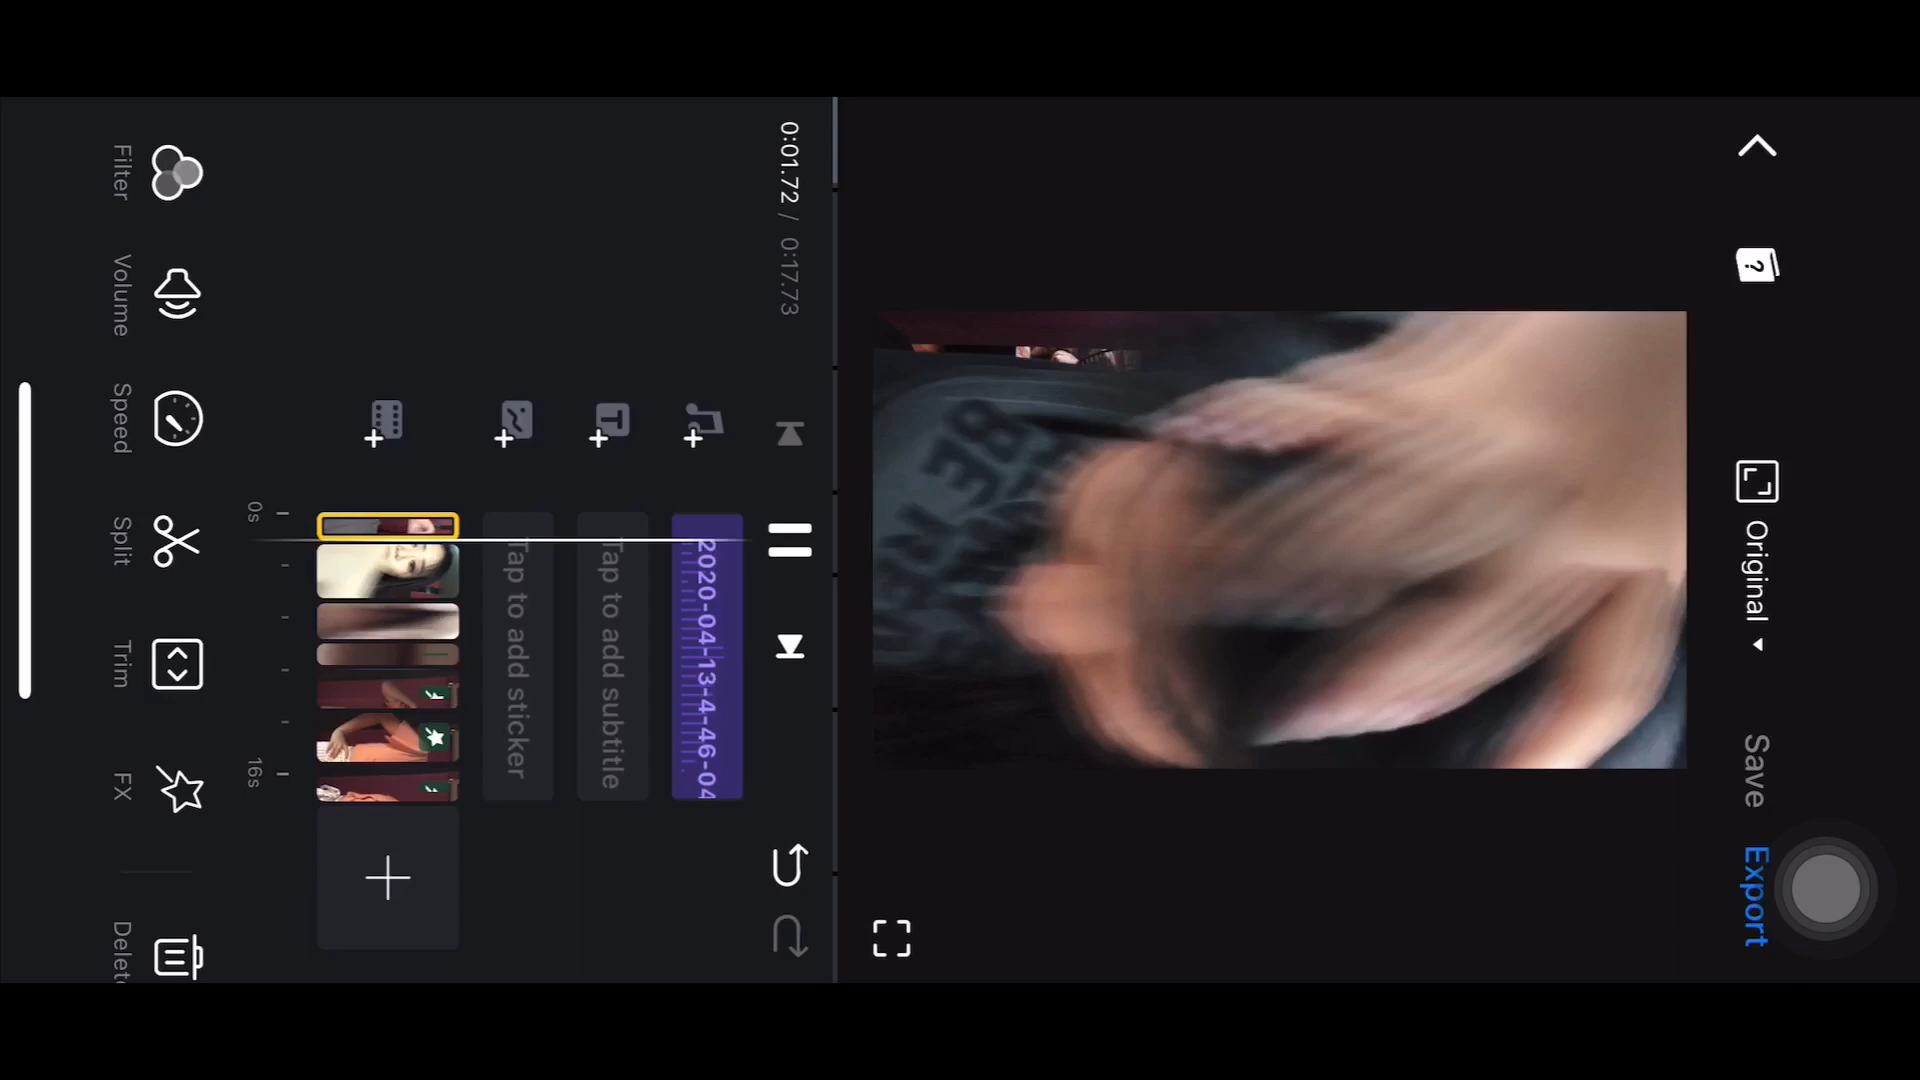 Original
Save
Export
0:01.72 / 0:17.73
2020-04-13-4-46-04
Tap to add subtitle
Tap to add sticker
0s
16s
Filter
Volume
Speed
Split
Trim
FX
Delet